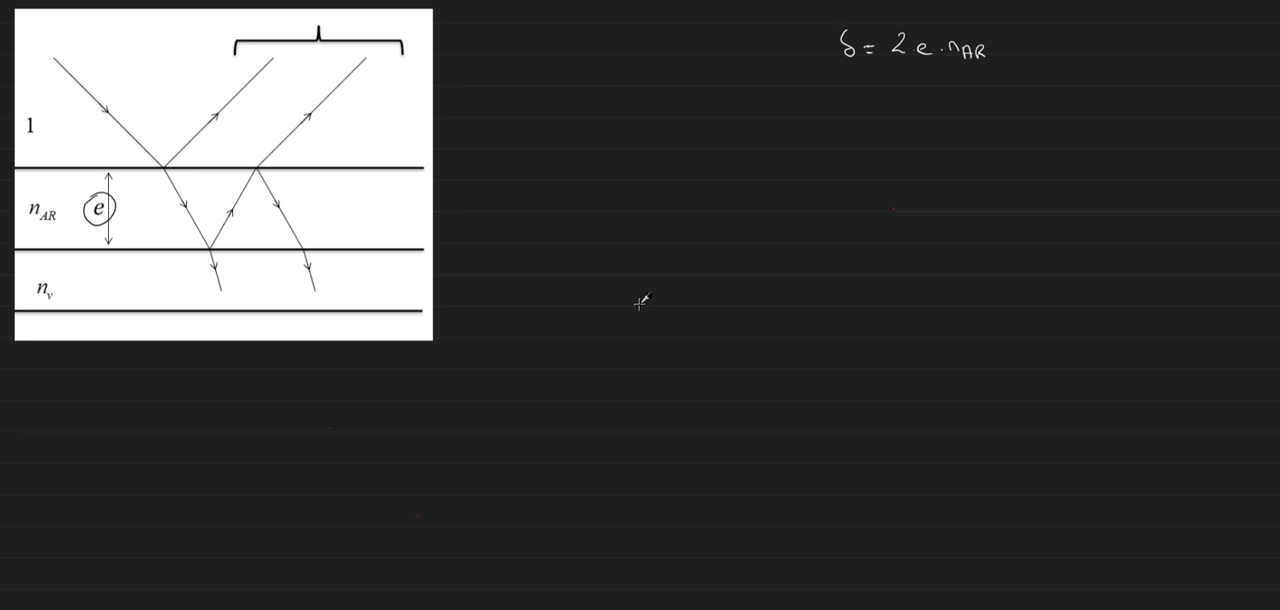 δ = 2 e . n_AR
1
n_AR e
n_v